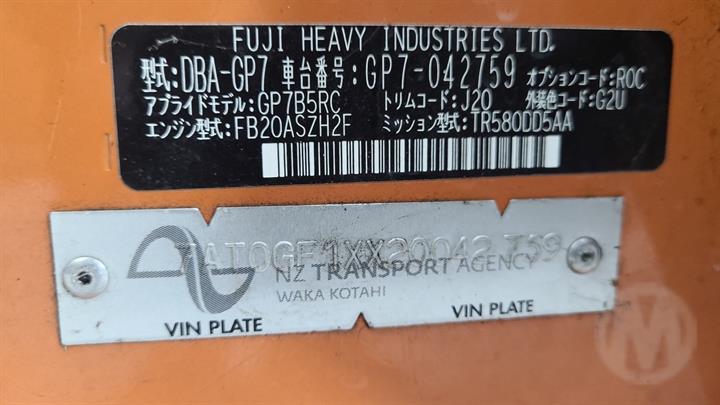 FUJI HEAVY INDUSTRIES LTD.
型式:DBA-GP7 車台番号:GP7-042759 オプションコード:ROC
アプライドモデル:GP7B5RC トリムコード:J20 外装色コード:G2U
エンジン型式:FB20ASZH2F ミッション型式:TR580DD5AA
NZ TRANSPORT AGENCY
WAKA KOTAHI
VIN PLATE VIN PLATE
M